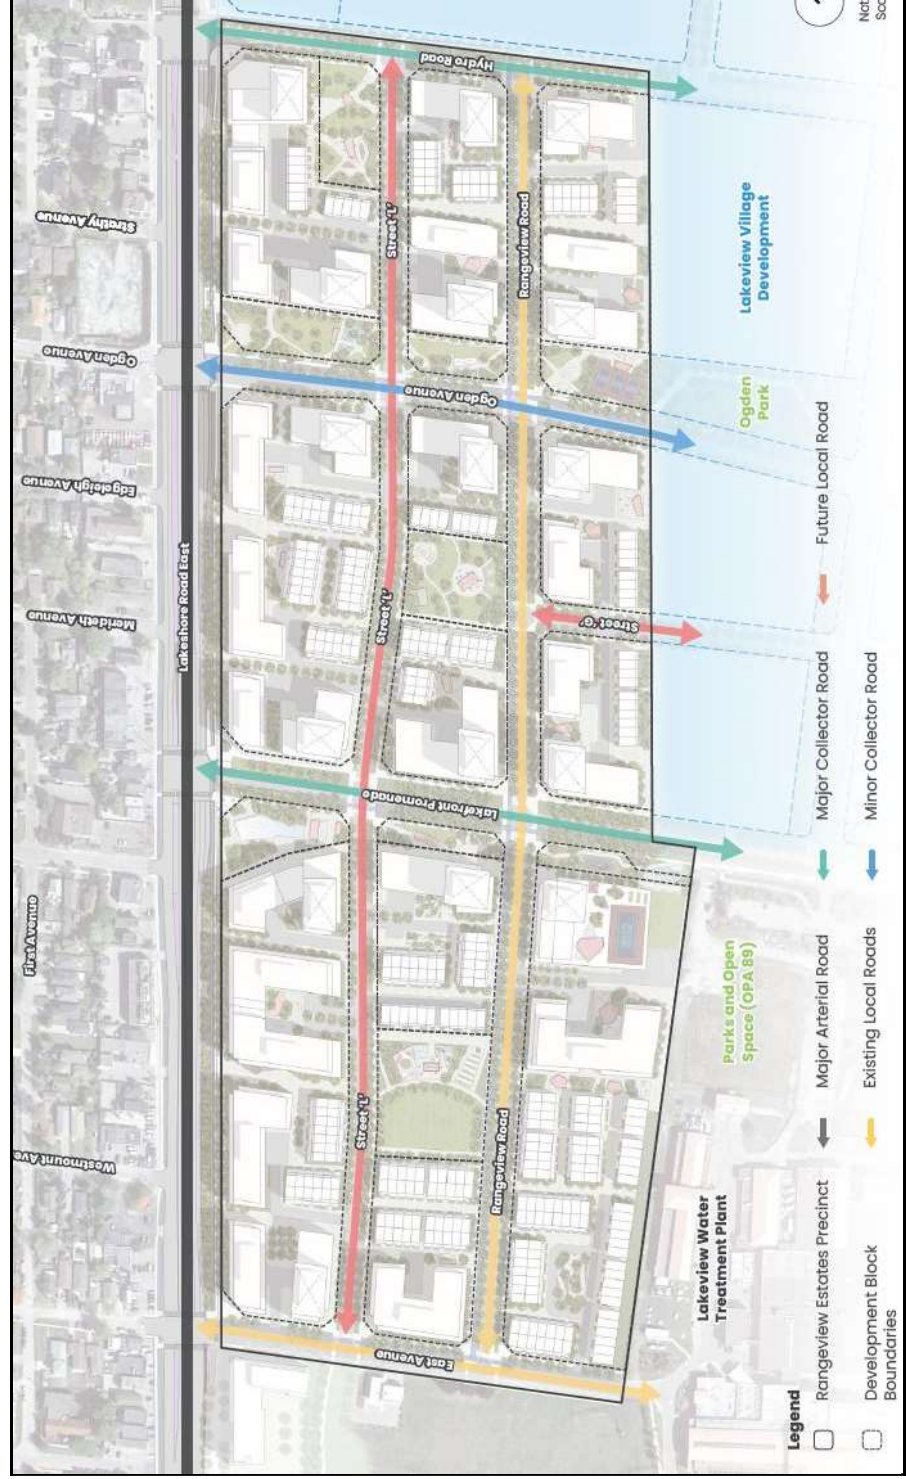 First Avenue
Westmount Ave
Merideth Avenue
Edgeleigh Avenue
Ogden Avenue
Strathy Avenue
Lakeshore Road East
East Avenue
Lakefront Promenade
Ogden Avenue
Hydro Road
Street 'L'
Street 'L'
Street 'L'
Rangeview Road
Rangeview Road
Street 'G'
Lakeview Water
Treatment Plant
Parks and Open
Space (OPA 89)
Ogden
Park
Lakeview Village
Development
Legend
Rangeview Estates Precinct
Major Arterial Road
Major Collector Road
Future Local Road
Development Block
Boundaries
Existing Local Roads
Minor Collector Road